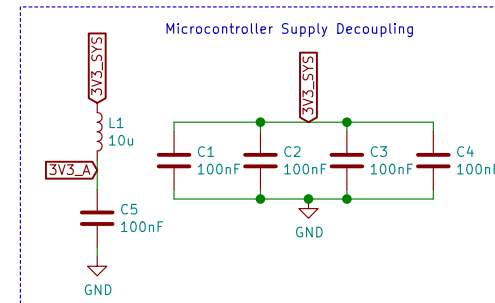 Microcontroller Supply Decoupling
3V3_SYS
L1
10u
3V3_A
C5
100nF
GND
3V3_SYS
C1
100nF
C2
100nF
C3
100nF
C4
100n
GND